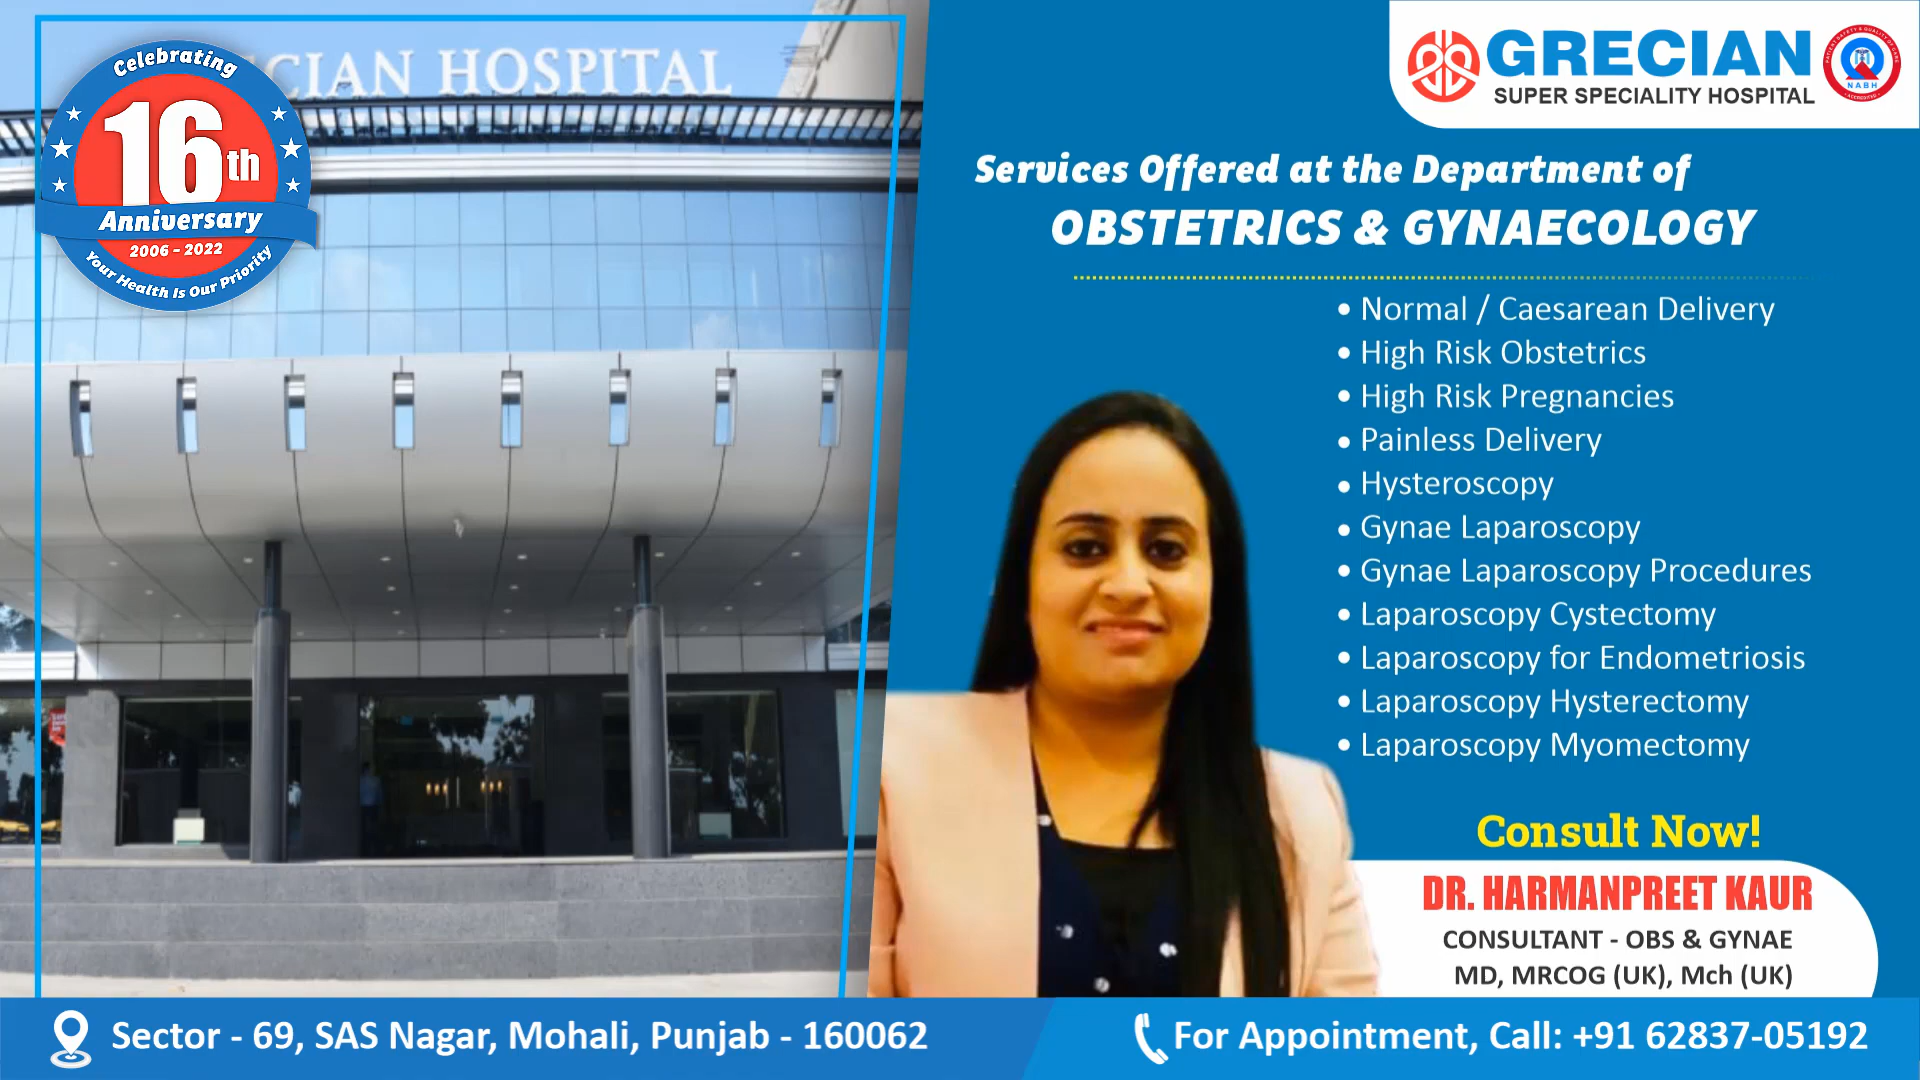 ECIAN HOSPITAL
Celebrating
16th
Anniversary
2006 - 2022
Your Health Is Our Priority
GRECIAN
SUPER SPECIALITY HOSPITAL
NABH
Services Offered at the Department of
OBSTETRICS & GYNAECOLOGY
• Normal / Caesarean Delivery
• High Risk Obstetrics
• High Risk Pregnancies
• Painless Delivery
• Hysteroscopy
• Gynae Laparoscopy
• Gynae Laparoscopy Procedures
• Laparoscopy Cystectomy
• Laparoscopy for Endometriosis
• Laparoscopy Hysterectomy
• Laparoscopy Myomectomy
Consult Now!
DR. HARMANPREET KAUR
CONSULTANT - OBS & GYNAE
MD, MRCOG (UK), Mch (UK)
Sector - 69, SAS Nagar, Mohali, Punjab - 160062
For Appointment, Call: +91 62837-05192